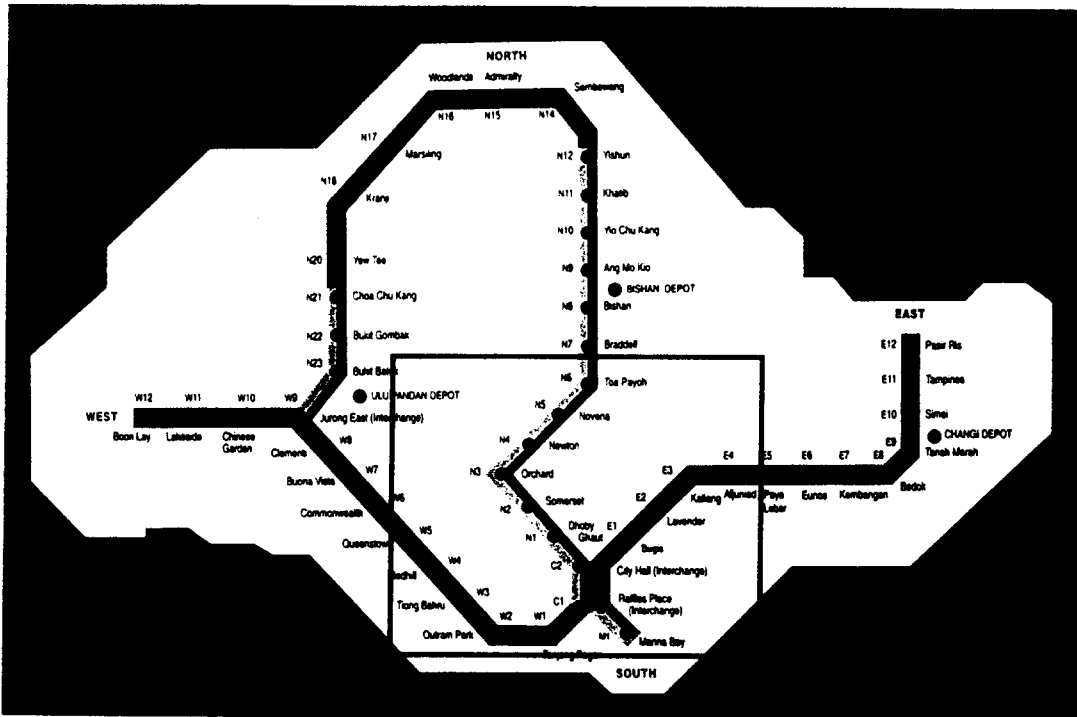 NORTH
Woodlands Admiralty
Sembawang
N16 N15 N14
N17
Marsiling
N12 Yishun
N18
N11 Khatib
Kranji
N10 Yio Chu Kang
N20 Yew Tee
N9 Ang Mo Kio
BISHAN DEPOT
N21 Choa Chu Kang
N8 Bishan
EAST
N22 Bukit Gombak
N7 Braddell
E12 Pasir Ris
N23 Bukit Batok
N6 Toa Payoh
E11 Tampines
ULU PANDAN DEPOT
W12 W11 W10 W9
N5 Novena
E10 Simei
WEST
Jurong East (Interchange)
CHANGI DEPOT
Boon Lay Lakeside Chinese
Garden
W8
N4 Newton
E9
Tanah Merah
Clementi
E4 E5 E6 E7 E8
W7
N3 Orchard
E3
Buona Vista
Kallang Aljunied Paya
Lebar
Eunos Kembangan Bedok
W6
N2 Somerset
E2
Commonwealth
Lavender
W5
N1 Dhoby
Ghaut
E1
Queenstown
Bugis
W4
C2 City Hall (Interchange)
Redhill
W3
C1 Raffles Place
(Interchange)
Tiong Bahru
W2 W1
M1 Marina Bay
Outram Park
SOUTH